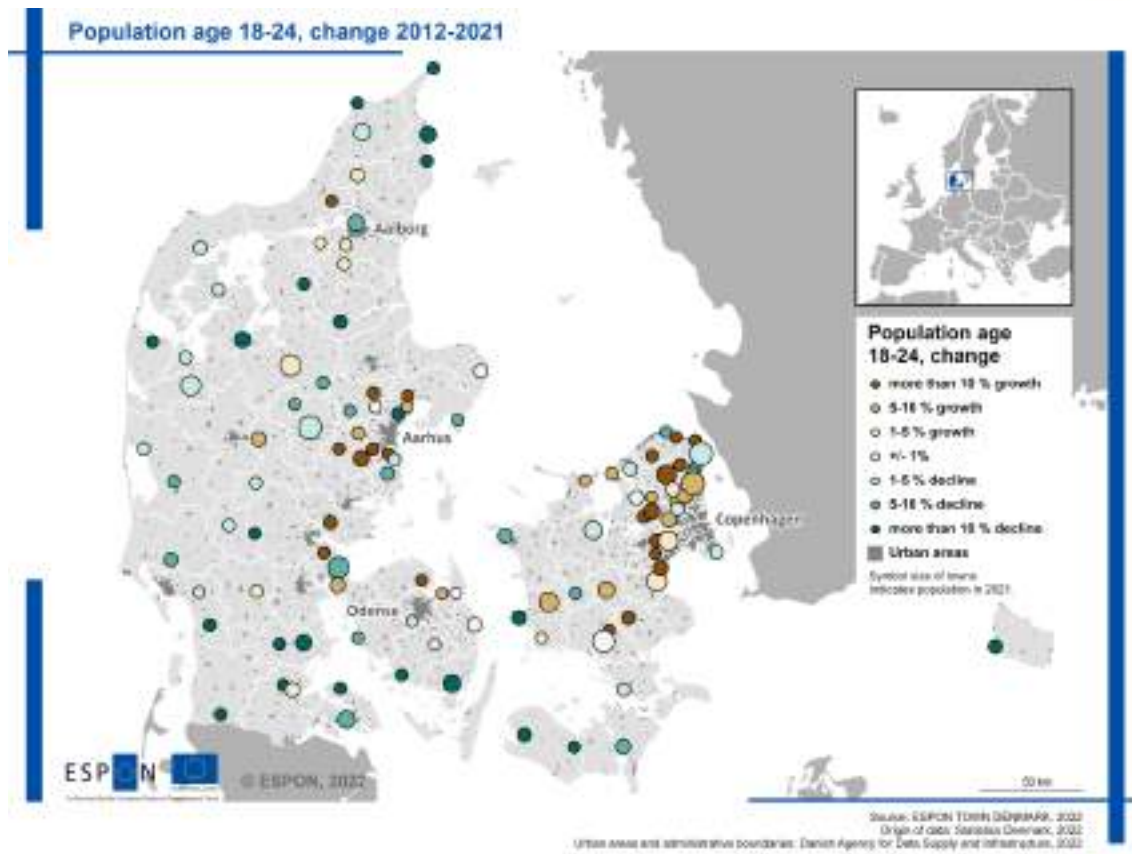 Population age 18-24, change 2012-2021
Aalborg
Aarhus
Copenhagen
Odense
Population age
18-24, change
more than 10 % growth
5-10 % growth
1-5 % growth
+/- 1%
1-5 % decline
5-10 % decline
more than 10 % decline
Urban areas
Symbol size of towns
indicates population in 2021
ESPON
© ESPON, 2022
50 km
Source: ESPON TOWN DENMARK, 2022
Origin of data: Statistics Denmark, 2022
Urban areas and administrative boundaries: Danish Agency for Data Supply and Infrastructure, 2022